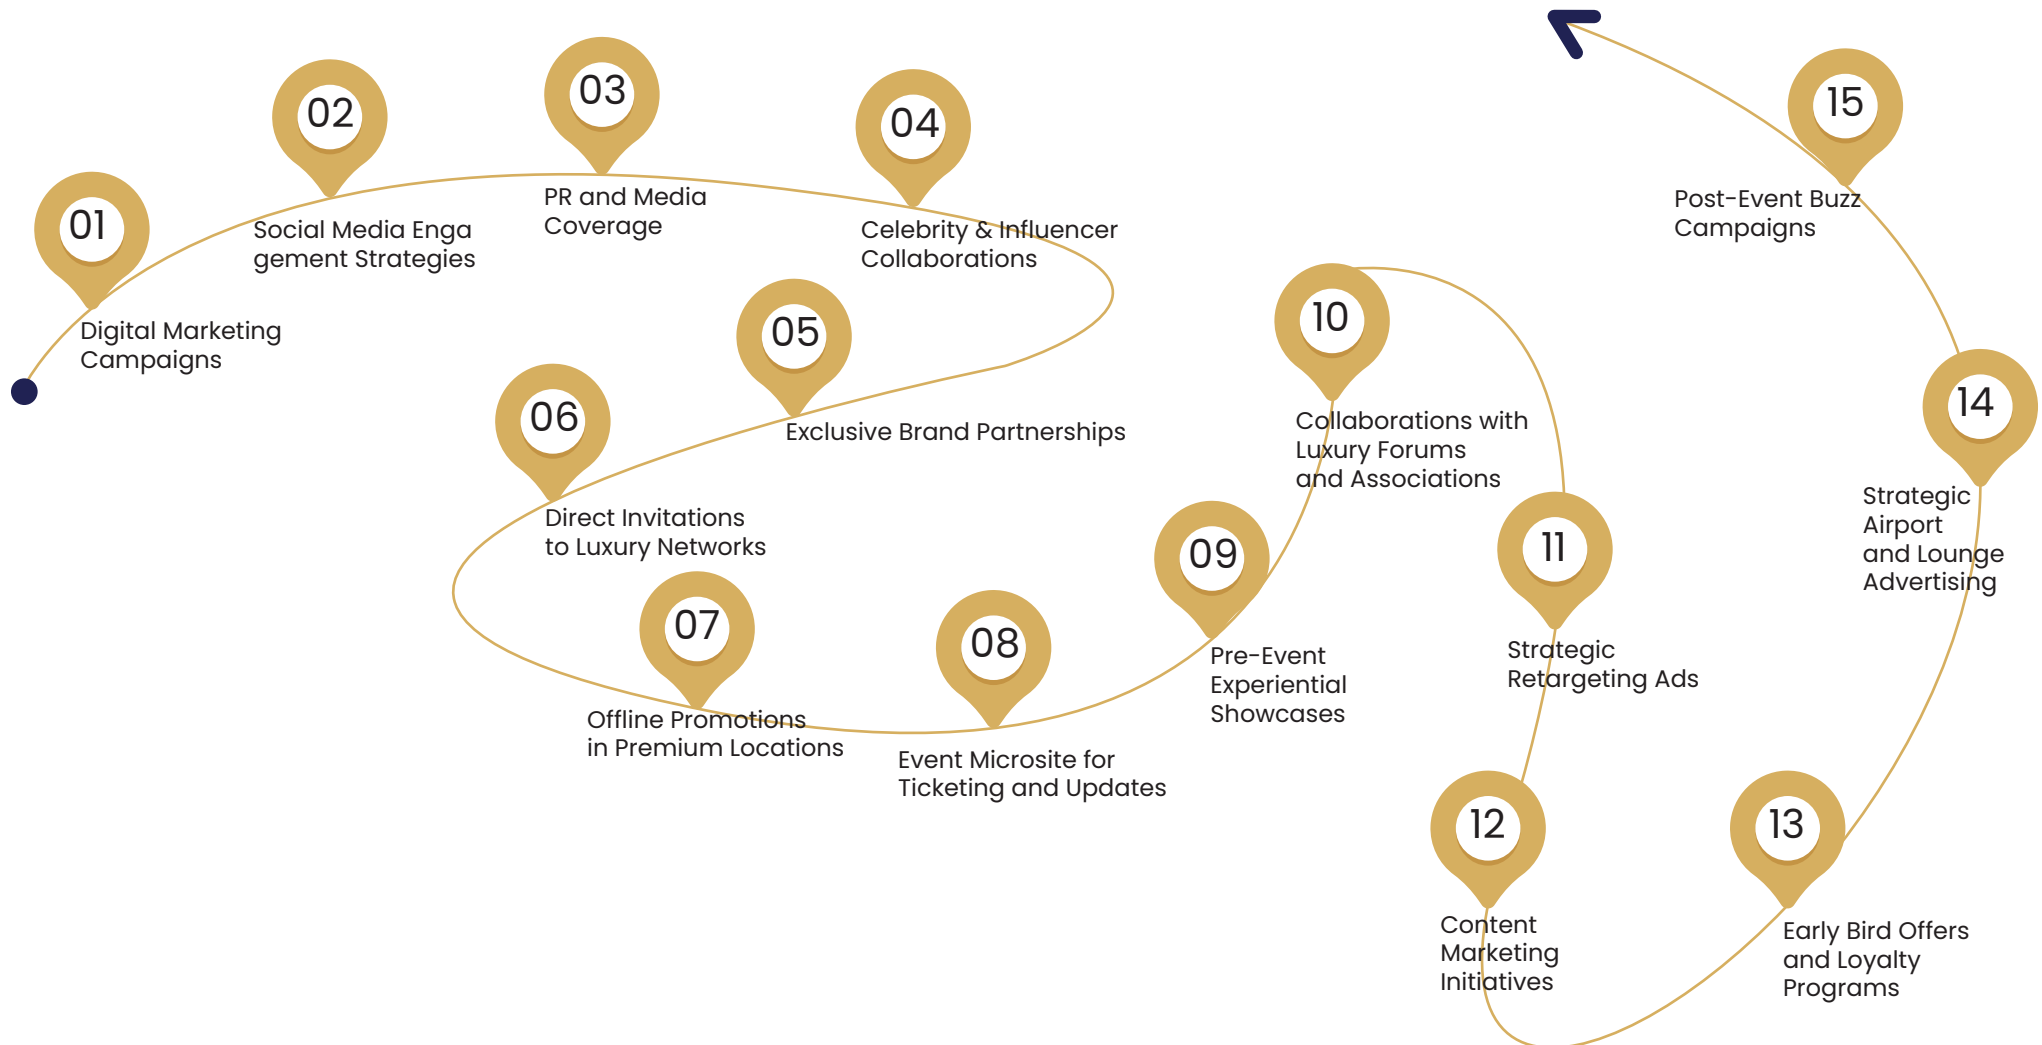 01
Digital Marketing
Campaigns
02
Social Media Enga
gement Strategies
03
PR and Media
Coverage
04
Celebrity & Influencer
Collaborations
05
Exclusive Brand Partnerships
06
Direct Invitations
to Luxury Networks
07
Offline Promotions
in Premium Locations
08
Event Microsite for
Ticketing and Updates
09
Pre-Event
Experiential
Showcases
10
Collaborations with
Luxury Forums
and Associations
11
Strategic
Retargeting Ads
12
Content
Marketing
Initiatives
13
Early Bird Offers
and Loyalty
Programs
14
Strategic
Airport
and Lounge
Advertising
15
Post-Event Buzz
Campaigns